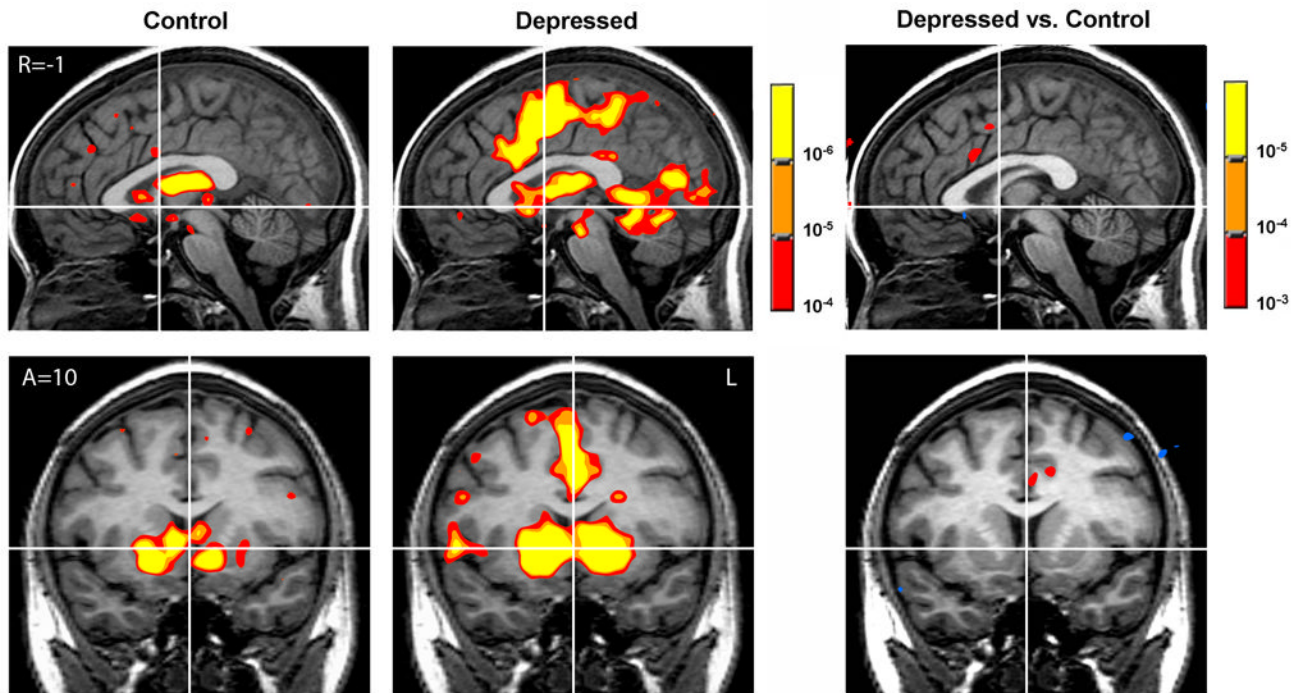 Control
Depressed
Depressed vs. Control
R=-1
10-6
10-5
10-4
10-5
10-4
10-3
A=10
L